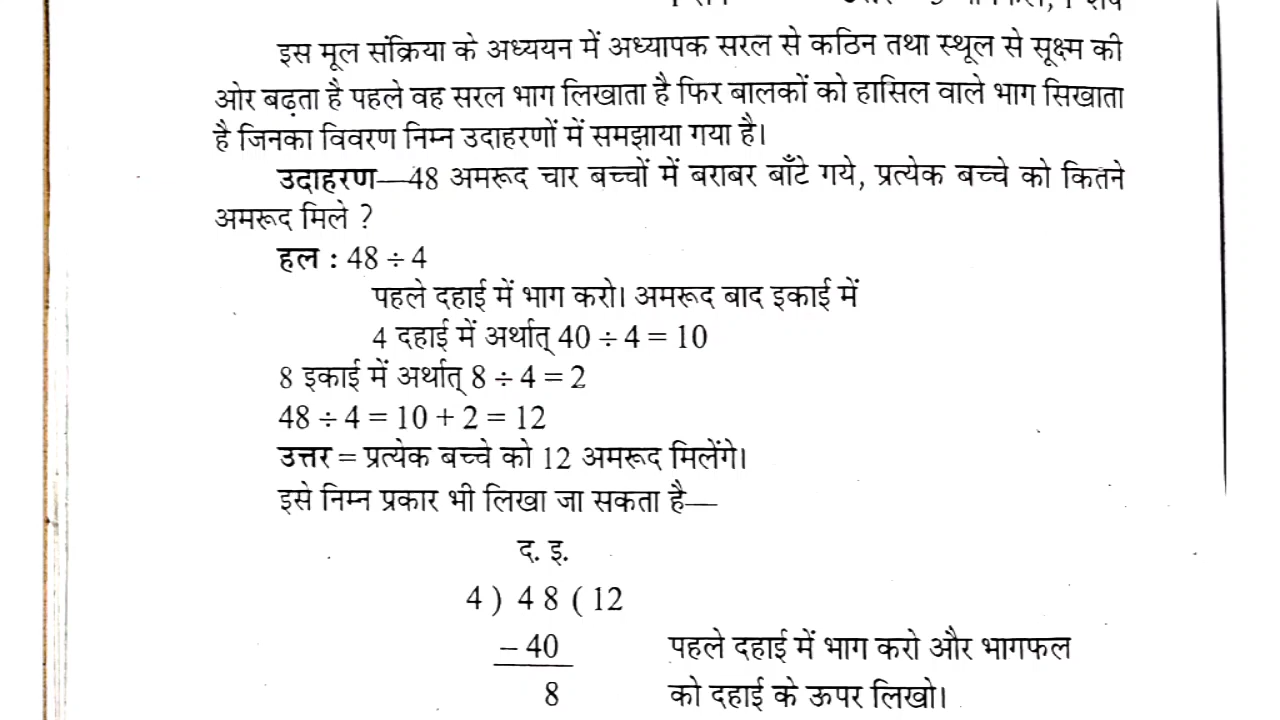 इस मूल संक्रिया के अध्ययन में अध्यापक सरल से कठिन तथा स्थूल से सूक्ष्म की
ओर बढ़ता है पहले वह सरल भाग लिखाता है फिर बालकों को हासिल वाले भाग सिखाता
है जिनका विवरण निम्न उदाहरणों में समझाया गया है।
उदाहरण—48 अमरूद चार बच्चों में बराबर बाँटे गये, प्रत्येक बच्चे को कितने
अमरूद मिले ?
हल : 48 ÷ 4
पहले दहाई में भाग करो। अमरूद बाद इकाई में
4 दहाई में अर्थात् 40 ÷ 4 = 10
8 इकाई में अर्थात् 8 ÷ 4 = 2
48 ÷ 4 = 10 + 2 = 12
उत्तर = प्रत्येक बच्चे को 12 अमरूद मिलेंगे।
इसे निम्न प्रकार भी लिखा जा सकता है—
द. इ.
4 ) 4 8 ( 12
– 40 पहले दहाई में भाग करो और भागफल
8 को दहाई के ऊपर लिखो।